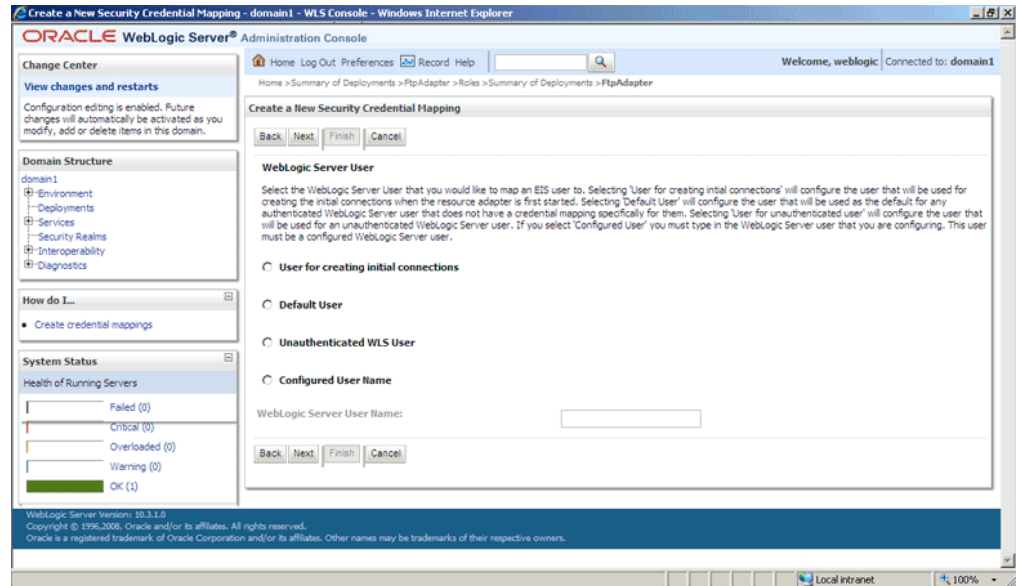 Create a New Security Credential Mapping - domain1 - WLS Console - Windows Internet Explorer
ORACLE WebLogic Server® Administration Console
Change Center
View changes and restarts
Configuration editing is enabled. Future
changes will automatically be activated as you
modify, add or delete items in this domain.
Domain Structure
domain1
Environment
Deployments
Services
Security Realms
Interoperability
Diagnostics
How do I...
Create credential mappings
System Status
Health of Running Servers
Failed (0)
Critical (0)
Overloaded (0)
Warning (0)
OK (1)
Home Log Out Preferences Record Help
Welcome, weblogic Connected to: domain1
Home >Summary of Deployments >FtpAdapter >Roles >Summary of Deployments >FtpAdapter
Create a New Security Credential Mapping
Back Next Finish Cancel
WebLogic Server User
Select the WebLogic Server User that you would like to map an EIS user to. Selecting 'User for creating intial connections' will configure the user that will be used for
creating the initial connections when the resource adapter is first started. Selecting 'Default User' will configure the user that will be used as the default for any
authenticated WebLogic Server user that does not have a credential mapping specifically for them. Selecting 'User for unauthenticated user' will configure the user that
will be used for an unauthenticated WebLogic Server user. If you select 'Configured User' you must type in the WebLogic Server user that you are configuring. This user
must be a configured WebLogic Server user.
User for creating initial connections
Default User
Unauthenticated WLS User
Configured User Name
WebLogic Server User Name:
Back Next Finish Cancel
WebLogic Server Version: 10.3.1.0
Copyright © 1996,2008, Oracle and/or its affiliates. All rights reserved.
Oracle is a registered trademark of Oracle Corporation and/or its affiliates. Other names may be trademarks of their respective owners.
Local intranet
100%